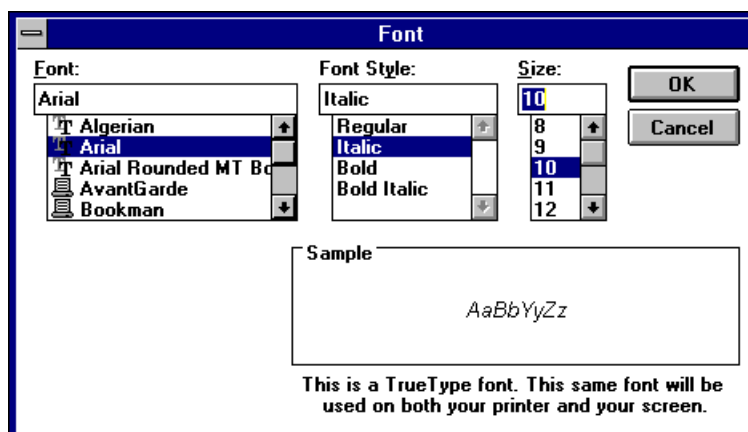 Font
Font:
Font Style:
Size:
Arial
Italic
10
OK
Cancel
Algerian
Arial
Arial Rounded MT Bo
AvantGarde
Bookman
Regular
Italic
Bold
Bold Italic
8
9
10
11
12
Sample
AaBbYyZz
This is a TrueType font. This same font will be
used on both your printer and your screen.